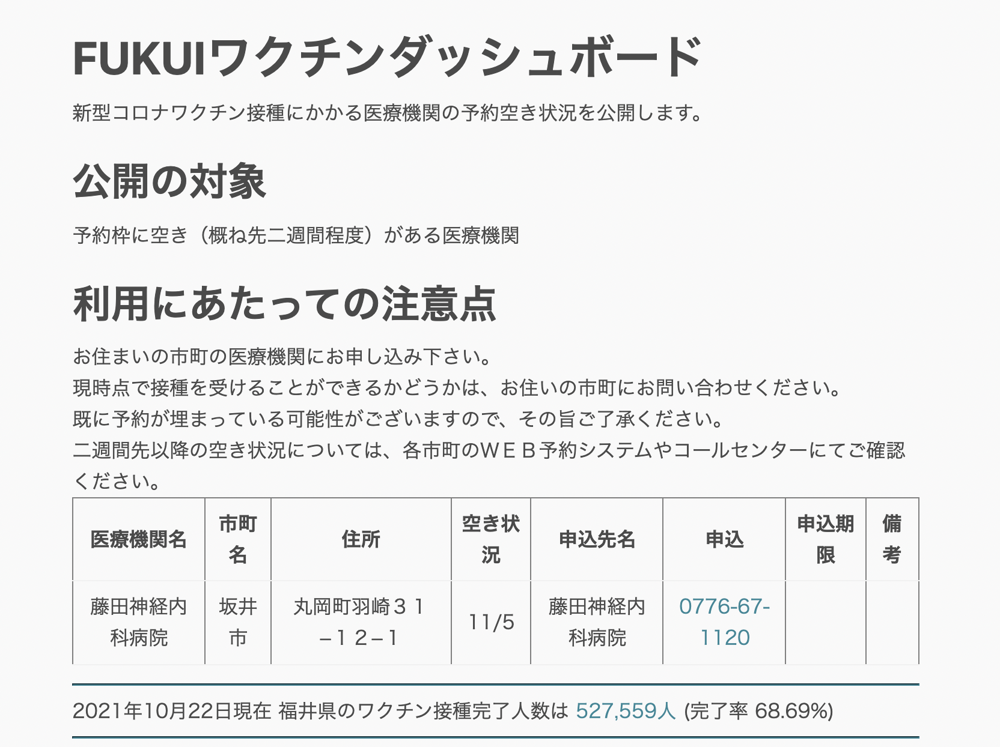 FUKUIワクチンダッシュボード
新型コロナワクチン接種にかかる医療機関の予約空き状況を公開します。
公開の対象
予約枠に空き（概ね先二週間程度）がある医療機関
利用にあたっての注意点
お住まいの市町の医療機関にお申し込み下さい。
現時点で接種を受けることができるかどうかは、お住いの市町にお問い合わせください。
既に予約が埋まっている可能性がございますので、その旨ご了承ください。
二週間先以降の空き状況については、各市町のＷＥＢ予約システムやコールセンターにてご確認
ください。
医療機関名 市町名 住所 空き状況 申込先名 申込 申込期限 備考
藤田神経内科病院 坂井市 丸岡町羽崎３１−１２−１ 11/5 藤田神経内科病院 0776-67-1120
2021年10月22日現在 福井県のワクチン接種完了人数は 527,559人 (完了率 68.69%)